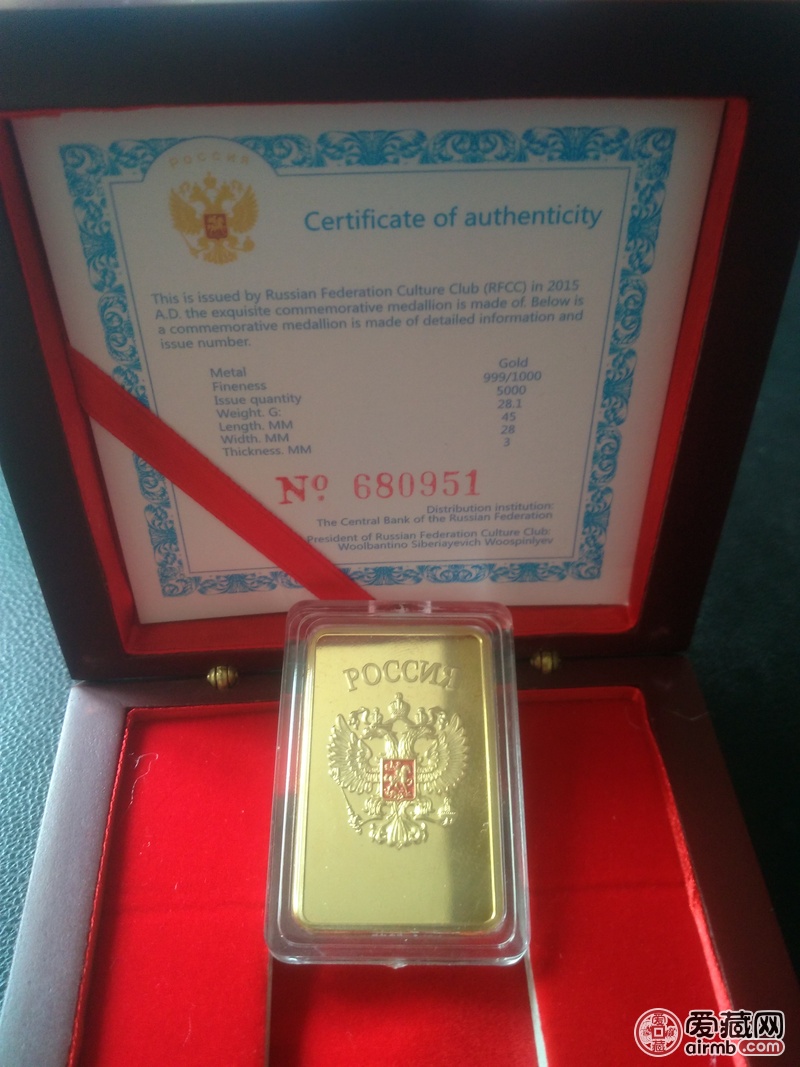 РОССИЯ
Certificate of authenticity
This is issued by Russian Federation Culture Club (RFCC) in 2015
A.D. the exquisite commemorative medallion is made of. Below is
a commemorative medallion is made of detailed information and
issue number.
Metal Gold
Fineness 999/1000
Issue quantity 5000
Weight. G: 28.1
Length. MM 45
Width. MM 28
Thickness. MM 3
Nº 680951
Distribution institution:
The Central Bank of the Russian Federation
President of Russian Federation Culture Club:
Woolbantino Siberiayevich Woospinlyev
РОССИЯ
爱藏网
airmb.com